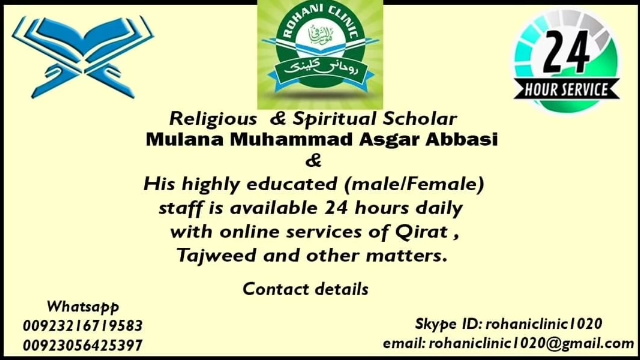 ROHANI CLINIC
روحانی کلینک
24
HOUR SERVICE
Religious & Spiritual Scholar
Mulana Muhammad Asgar Abbasi
&
His highly educated (male/Female)
staff is available 24 hours daily
with online services of Qirat ,
Tajweed and other matters.
Contact details
Whatsapp
00923216719583
00923056425397
Skype ID: rohaniclinic1020
email: rohaniclinic1020@gmail.com